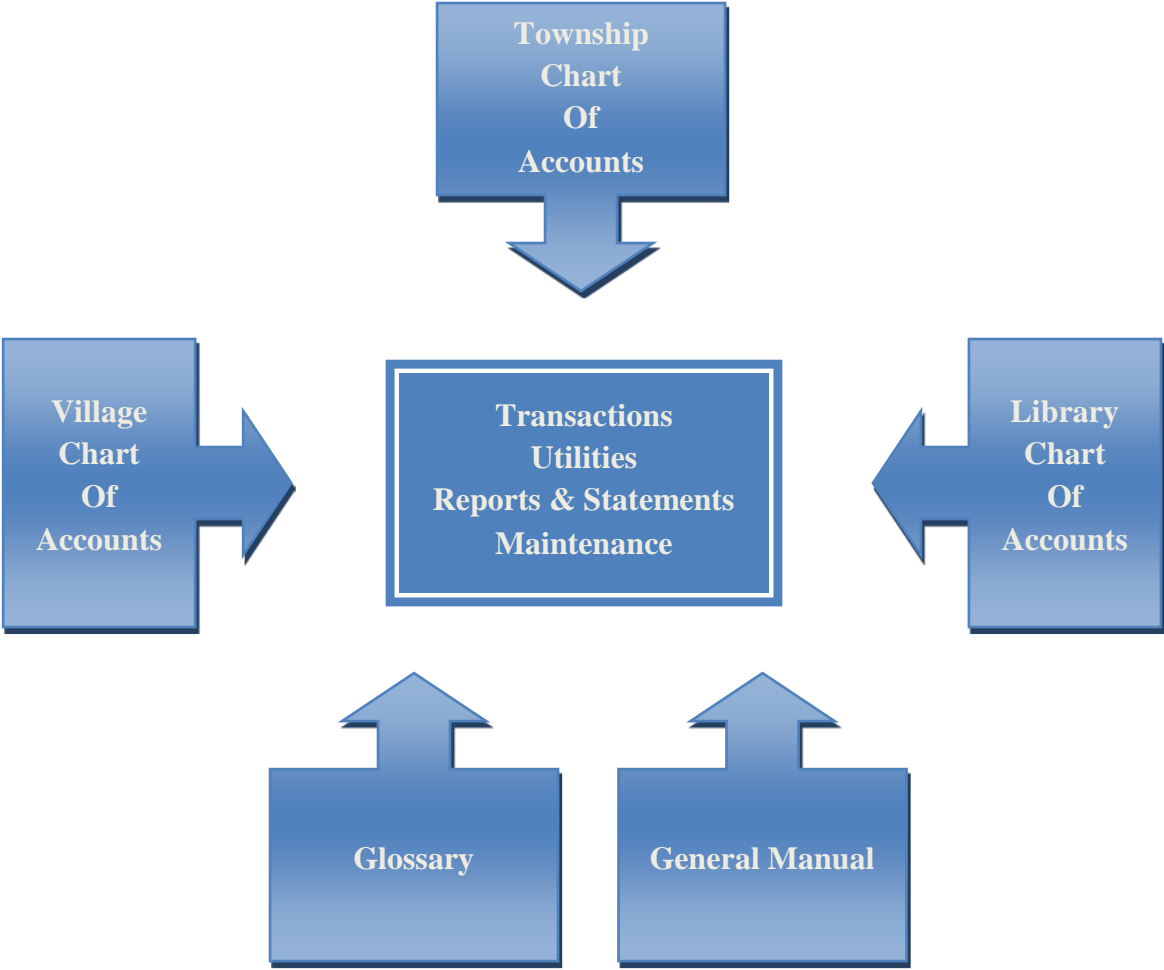 Township
Chart
Of
Accounts
Village
Chart
Of
Accounts
Transactions
Utilities
Reports & Statements
Maintenance
Library
Chart
Of
Accounts
Glossary
General Manual